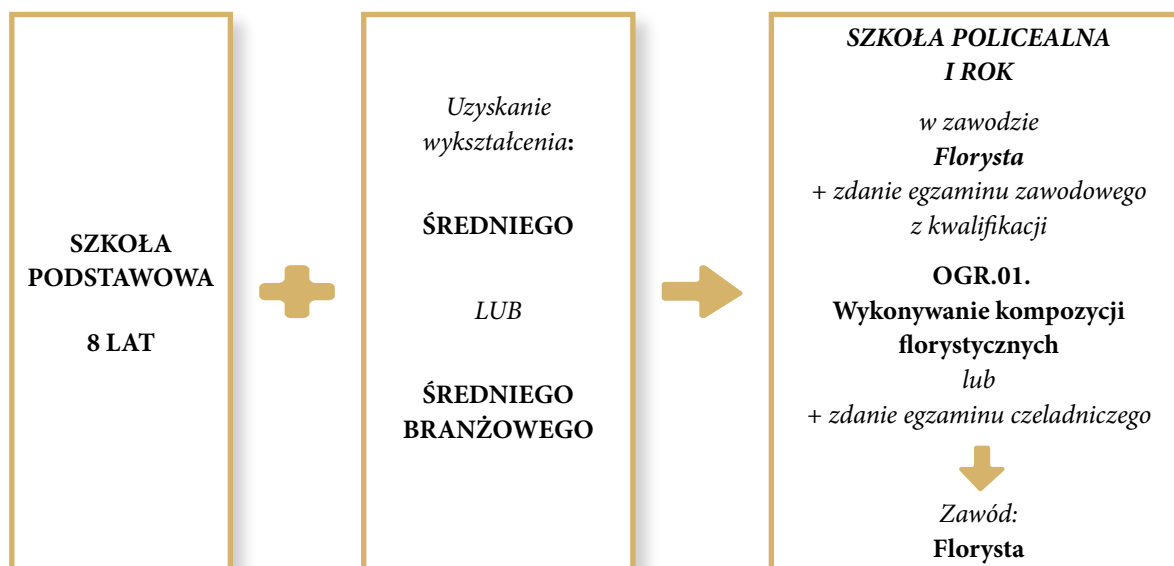 SZKOŁA
PODSTAWOWA
8 LAT
Uzyskanie
wykształcenia:
ŚREDNIEGO
LUB
ŚREDNIEGO
BRANŻOWEGO
SZKOŁA POLICEALNA
I ROK
w zawodzie
Florysta
+ zdanie egzaminu zawodowego
z kwalifikacji
OGR.01.
Wykonywanie kompozycji
florystycznych
lub
+ zdanie egzaminu czeladniczego
Zawód:
Florysta